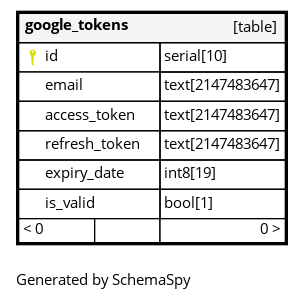 google_tokens [table]
id serial[10]
email text[2147483647]
access_token text[2147483647]
refresh_token text[2147483647]
expiry_date int8[19]
is_valid bool[1]
< 0 0 >
Generated by SchemaSpy